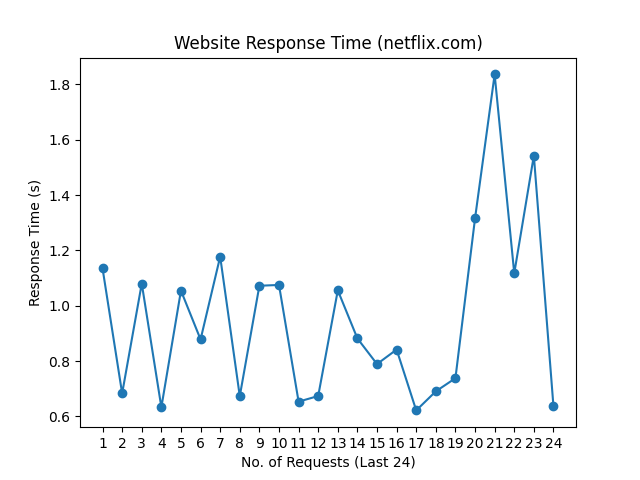 Website Response Time (netflix.com)
1.8
1.6
1.4
1.2
1.0
0.8
0.6
Response Time (s)
1 2 3 4 5 6 7 8 9 10 11 12 13 14 15 16 17 18 19 20 21 22 23 24
No. of Requests (Last 24)